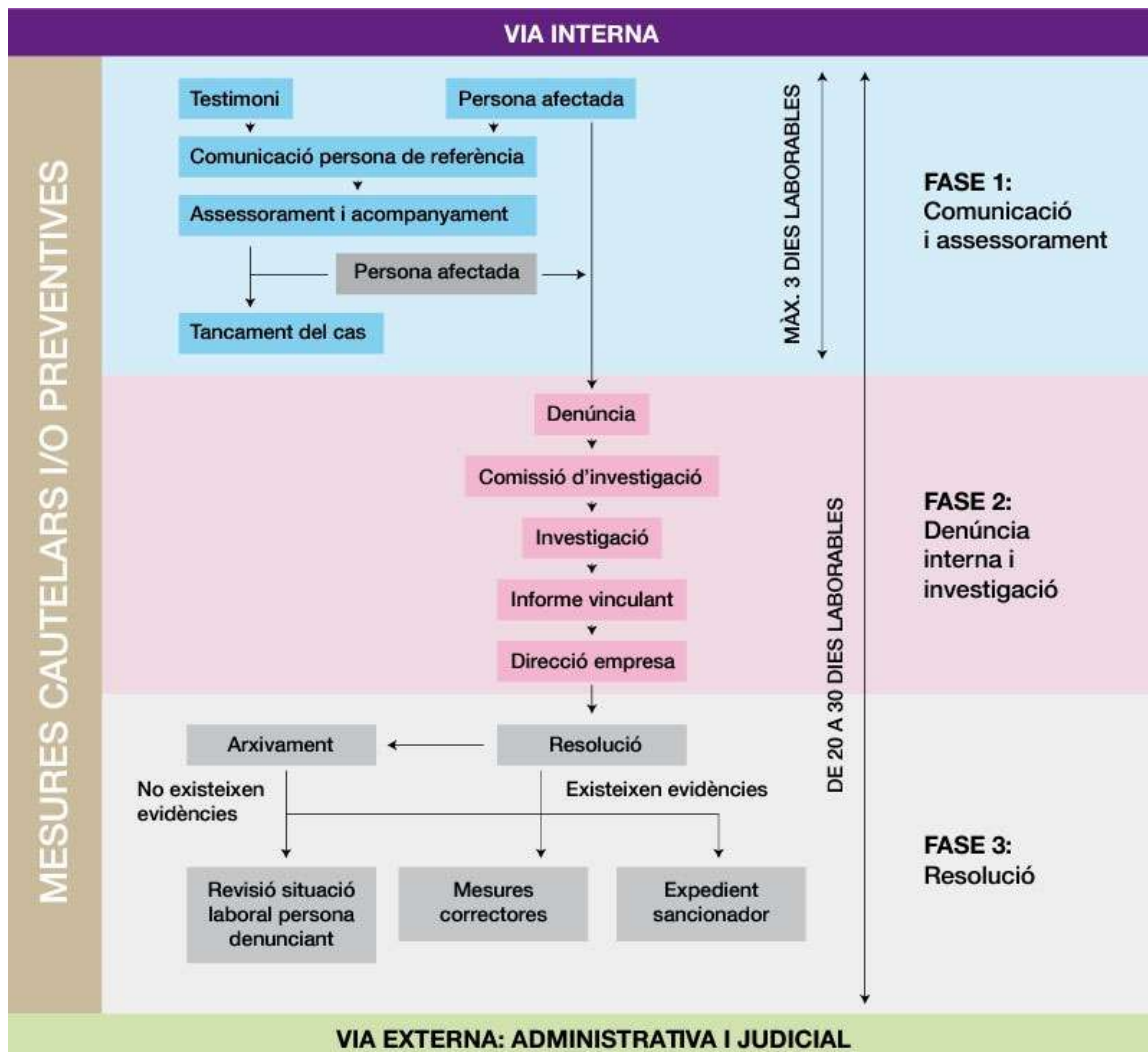 VIA INTERNA
MESURES CAUTELARS I/O PREVENTIVES
Testimoni
Persona afectada
Comunicació persona de referència
Assessorament i acompanyament
Persona afectada
Tancament del cas
MÀX. 3 DIES LABORABLES
FASE 1:
Comunicació
i assessorament
Denúncia
Comissió d'investigació
Investigació
Informe vinculant
Direcció empresa
DE 20 A 30 DIES LABORABLES
FASE 2:
Denúncia
interna i
investigació
Arxivament
Resolució
No existeixen
evidències
Existeixen evidències
Revisió situació
laboral persona
denunciant
Mesures
correctores
Expedient
sancionador
FASE 3:
Resolució
VIA EXTERNA: ADMINISTRATIVA I JUDICIAL